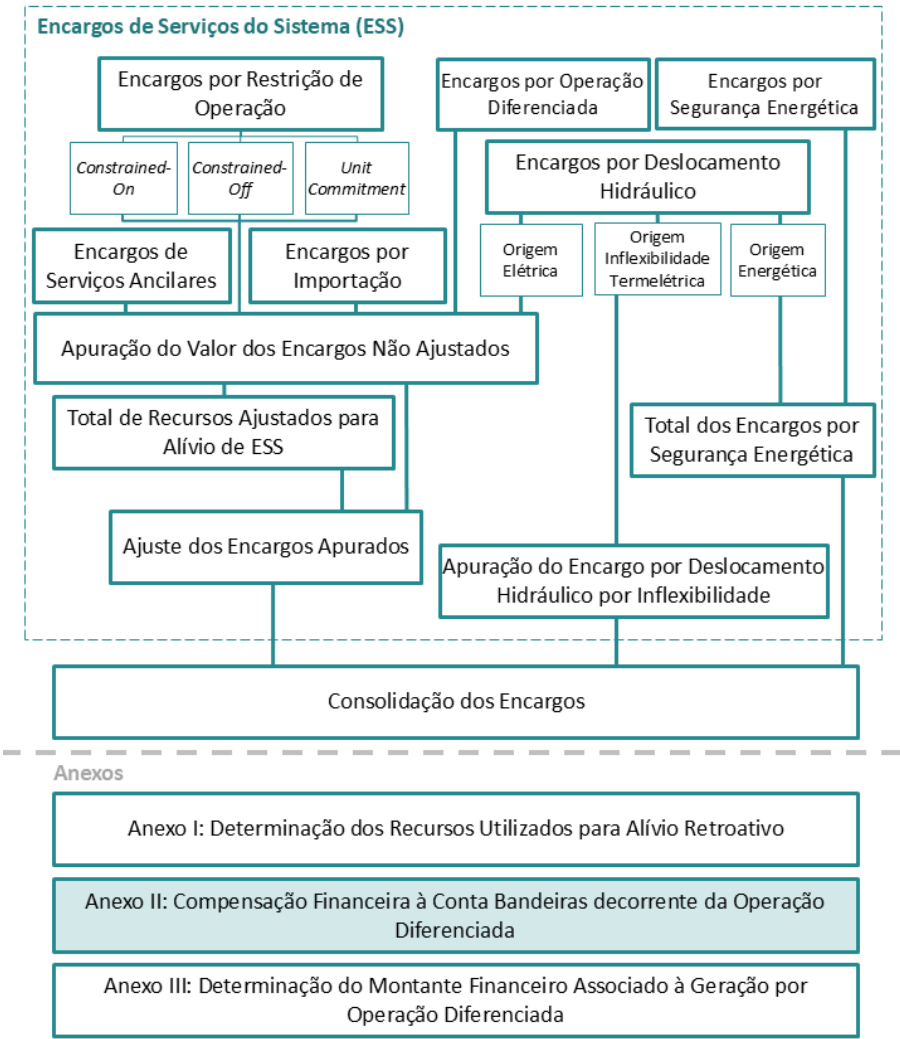 Encargos de Serviços do Sistema (ESS)
Encargos por Restrição de
Operação
Constrained-
On
Constrained-
Off
Unit
Commitment
Encargos por Operação
Diferenciada
Encargos por
Segurança Energética
Encargos por Deslocamento
Hidráulico
Origem
Elétrica
Origem
Inflexibilidade
Termelétrica
Origem
Energética
Encargos de
Serviços Ancilares
Encargos por
Importação
Apuração do Valor dos Encargos Não Ajustados
Total de Recursos Ajustados para
Alívio de ESS
Total dos Encargos por
Segurança Energética
Ajuste dos Encargos Apurados
Apuração do Encargo por Deslocamento
Hidráulico por Inflexibilidade
Consolidação dos Encargos
Anexos
Anexo I: Determinação dos Recursos Utilizados para Alívio Retroativo
Anexo II: Compensação Financeira à Conta Bandeiras decorrente da Operação
Diferenciada
Anexo III: Determinação do Montante Financeiro Associado à Geração por
Operação Diferenciada